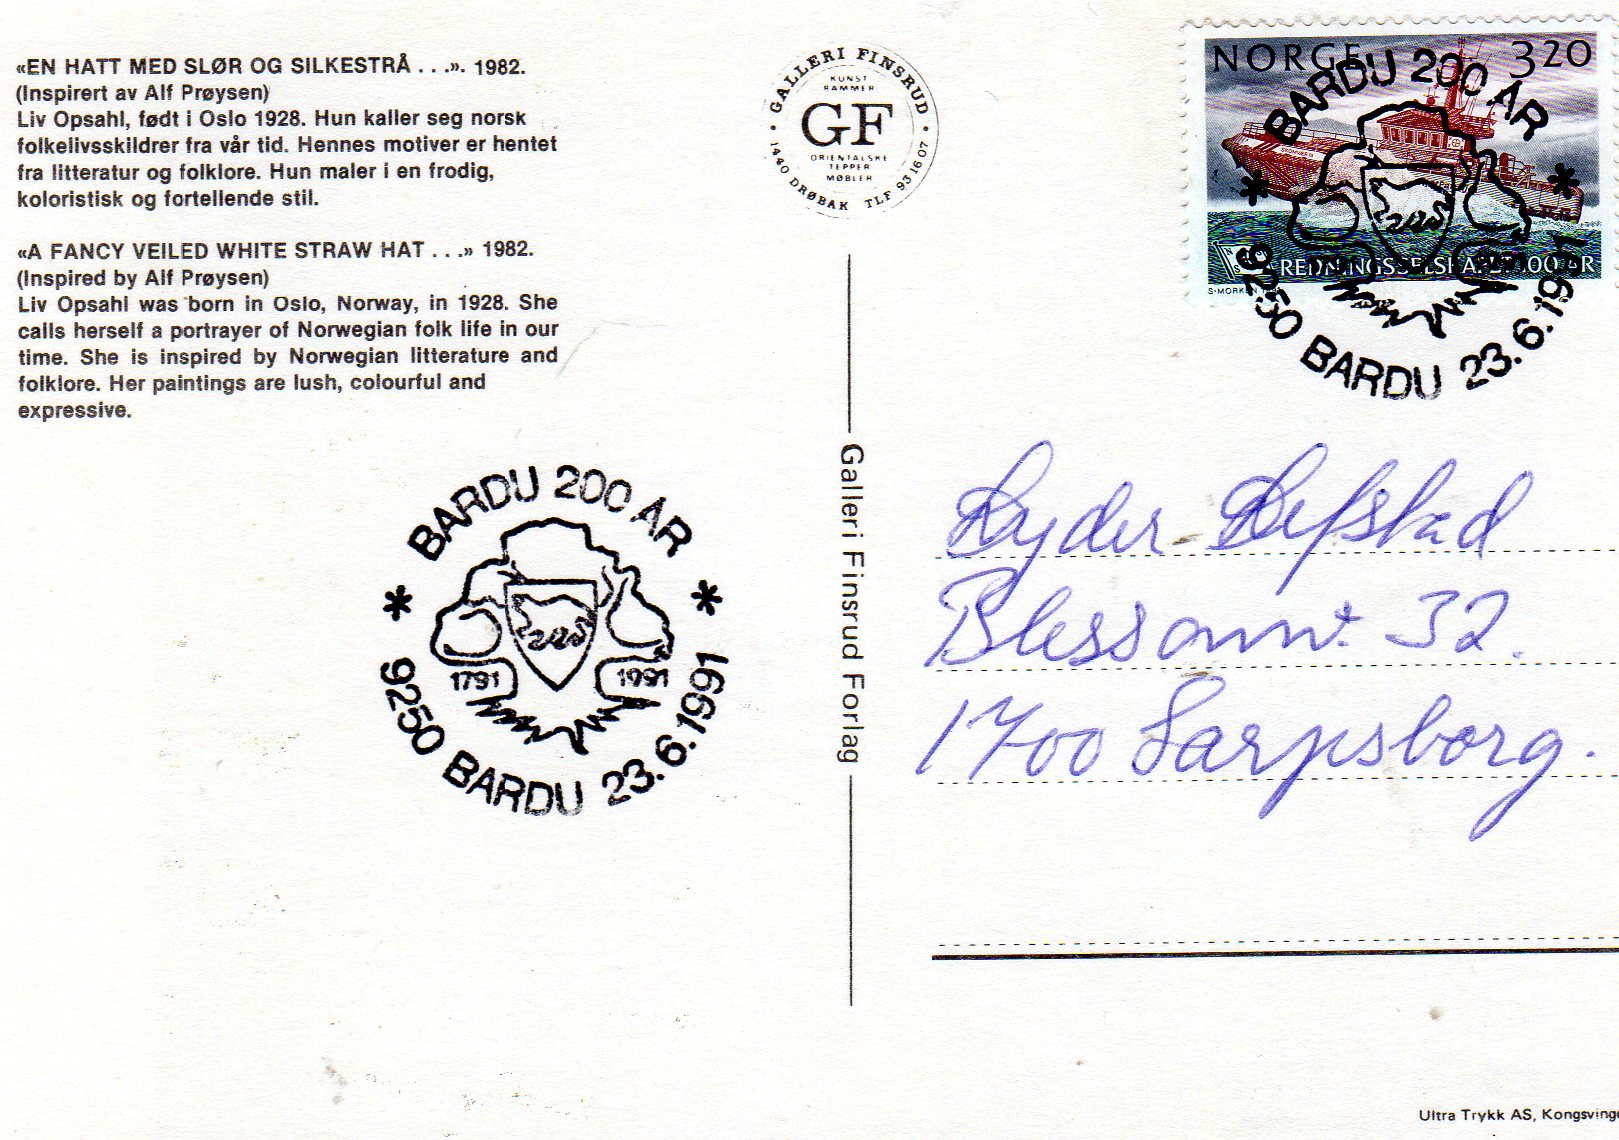 «EN HATT MED SLØR OG SILKESTRÅ . . .». 1982.
(Inspirert av Alf Prøysen)
Liv Opsahl, født i Oslo 1928. Hun kaller seg norsk
folkelivsskildrer fra vår tid. Hennes motiver er hentet
fra litteratur og folklore. Hun maler i en frodig,
koloristisk og fortellende stil.
«A FANCY VEILED WHITE STRAW HAT . . .» 1982.
(Inspired by Alf Prøysen)
Liv Opsahl was born in Oslo, Norway, in 1928. She
calls herself a portrayer of Norwegian folk life in our
time. She is inspired by Norwegian litterature and
folklore. Her paintings are lush, colourful and
expressive.
• GALLERI FINSRUD •
KUNST
RAMMER
GF
ORIENTALSKE
TEPPER
MØBLER
1440 DRØBAK TLF 93 16 07
NORGE 320
S·MORKEN
BARDU 200 ÅR
* *
9250 BARDU 23.6.1991
BARDU 200 ÅR
* *
1791 1991
9250 BARDU 23.6.1991
Galleri Finsrud Forlag
Lyder Lefstad
Blessomv. 32.
1700 Sarpsborg.
Ultra Trykk AS, Kongsvinge